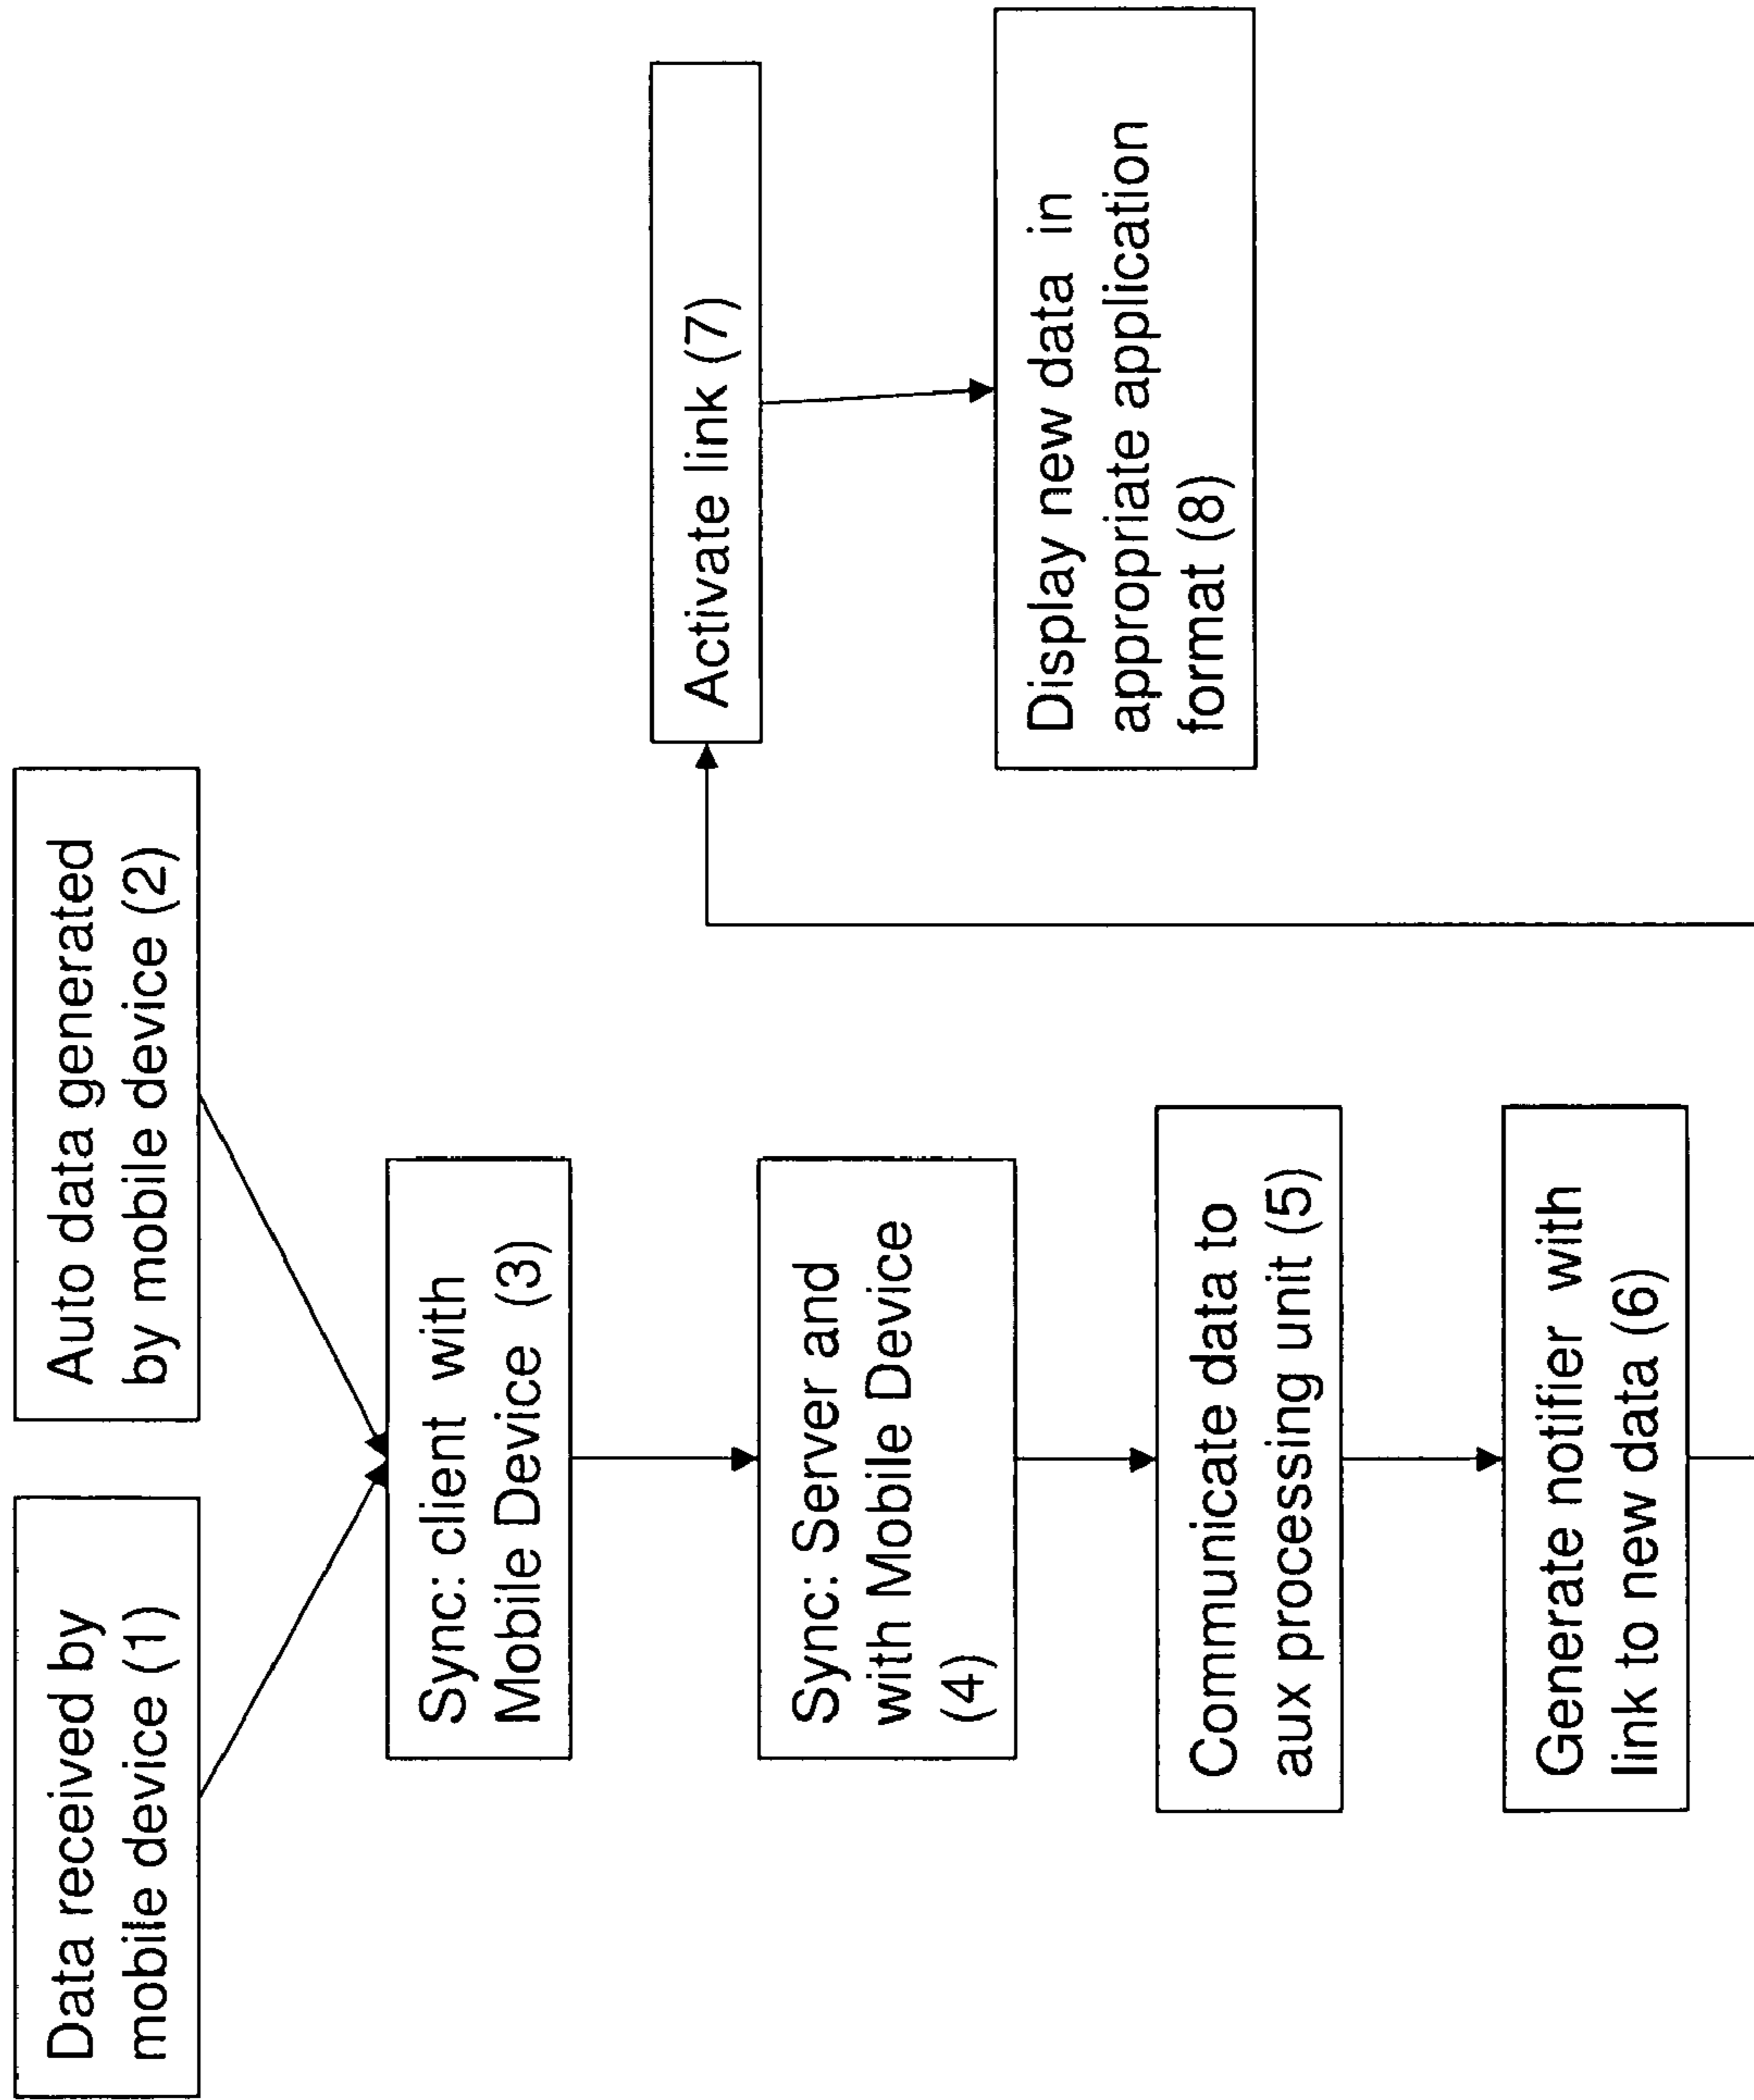 Data received by
mobile device (1)
Auto data generated
by mobile device (2)
Sync: client with
Mobile Device (3)
Sync: Server and
with Mobile Device
(4)
Communicate data to
aux processing unit (5)
Generate notifier with
link to new data (6)
Activate link (7)
Display new data in
appropriate application
format (8)